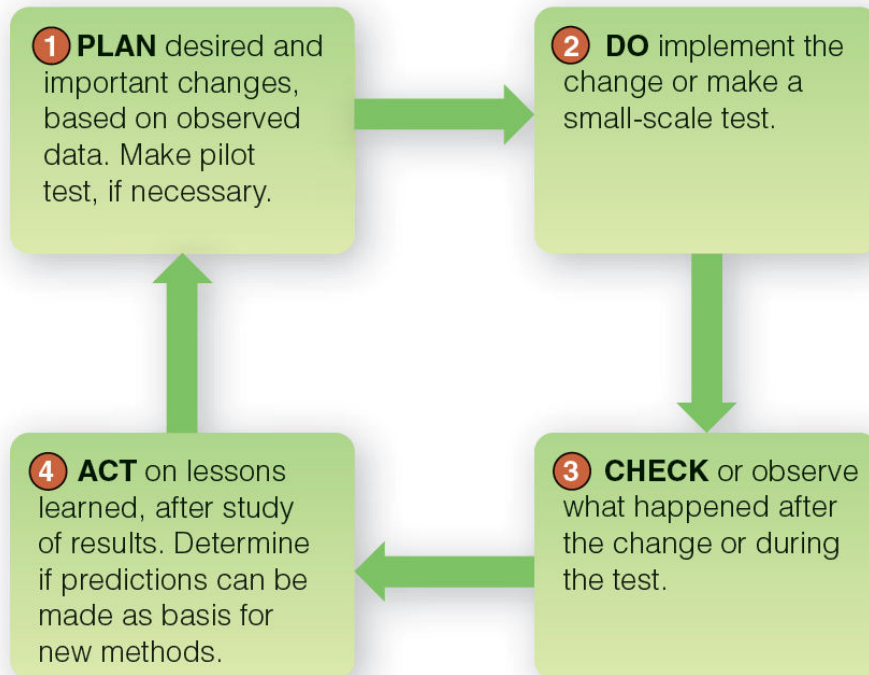 1 PLAN desired and
important changes,
based on observed
data. Make pilot
test, if necessary.
2 DO implement the
change or make a
small-scale test.
3 CHECK or observe
what happened after
the change or during
the test.
4 ACT on lessons
learned, after study
of results. Determine
if predictions can be
made as basis for
new methods.